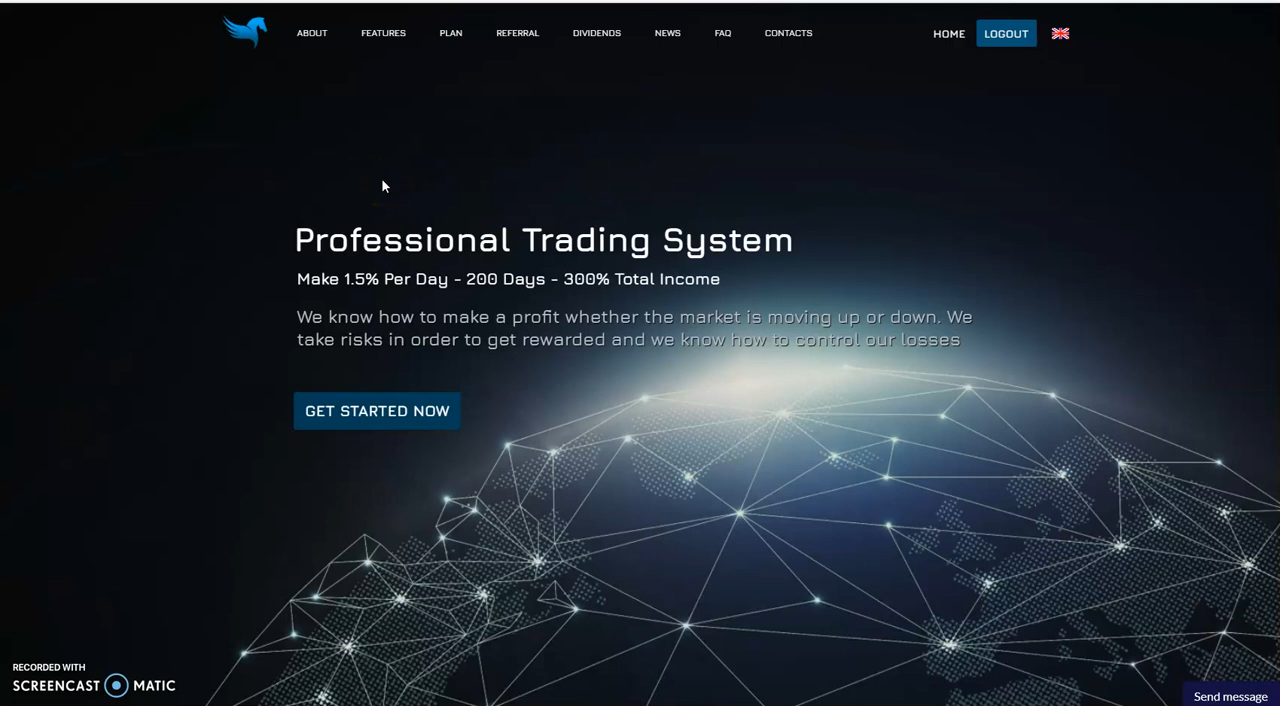 ABOUT FEATURES PLAN REFERRAL DIVIDENDS NEWS FAQ CONTACTS HOME LOGOUT
Professional Trading System
Make 1.5% Per Day - 200 Days - 300% Total Income
We know how to make a profit whether the market is moving up or down. We
take risks in order to get rewarded and we know how to control our losses
GET STARTED NOW
RECORDED WITH
SCREENCAST MATIC
Send message